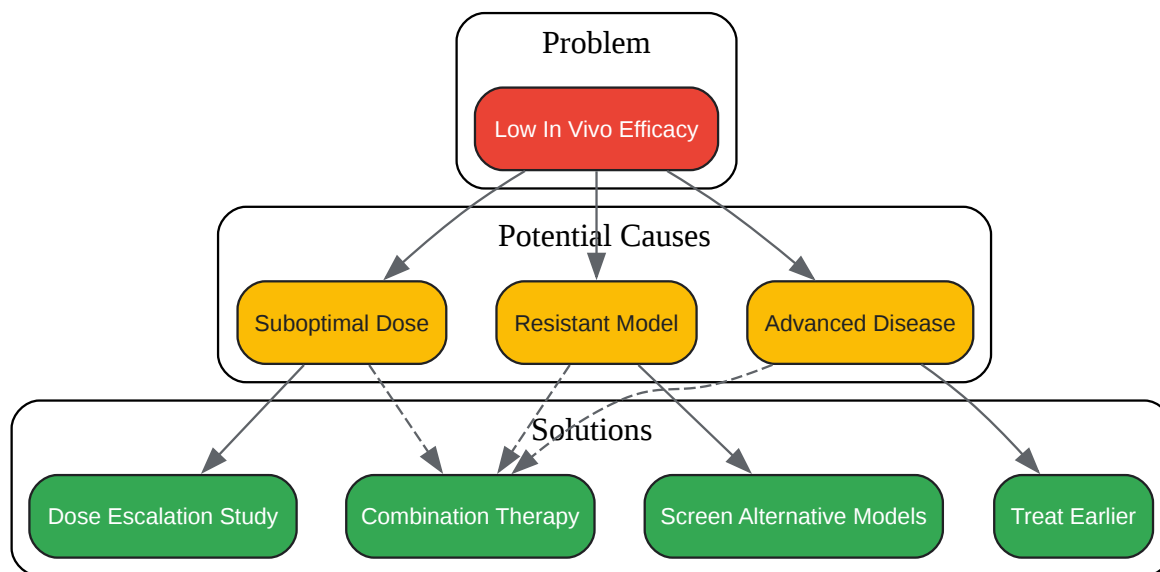 Problem
Low In Vivo Efficacy
Potential Causes
Suboptimal Dose
Resistant Model
Advanced Disease
Solutions
Dose Escalation Study
Combination Therapy
Screen Alternative Models
Treat Earlier